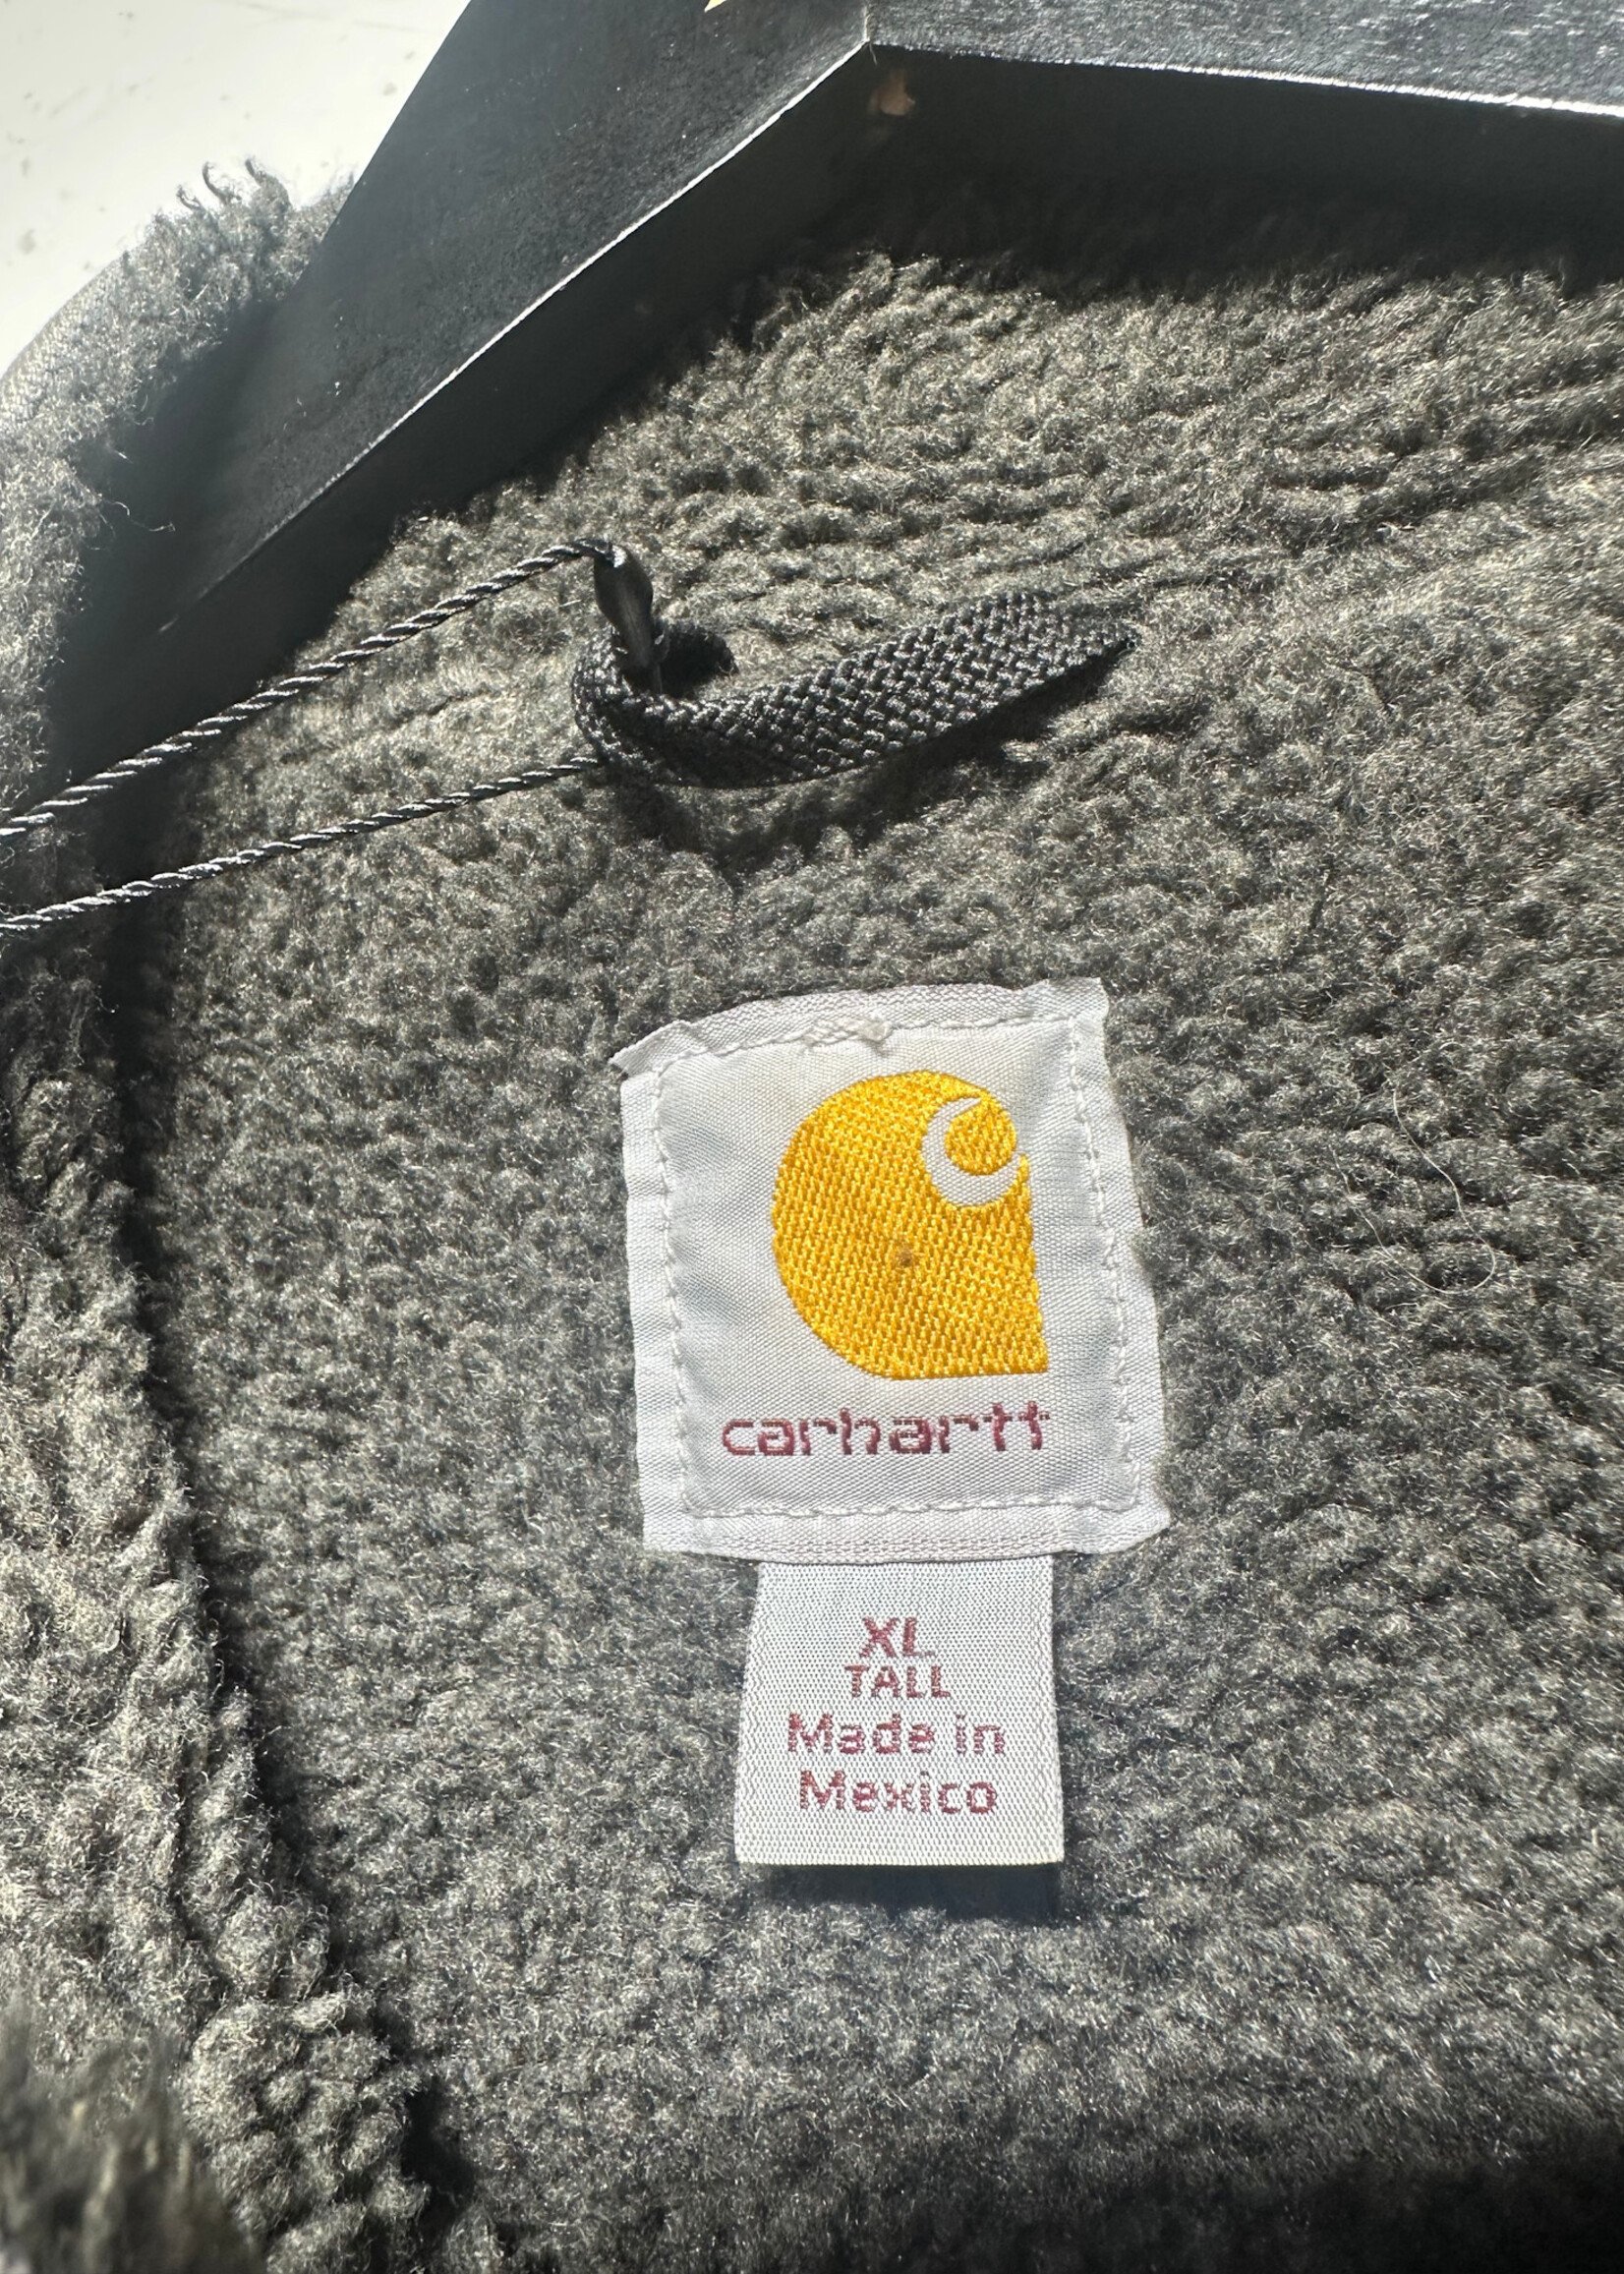 carhartt
XL
TALL
Made in
Mexico